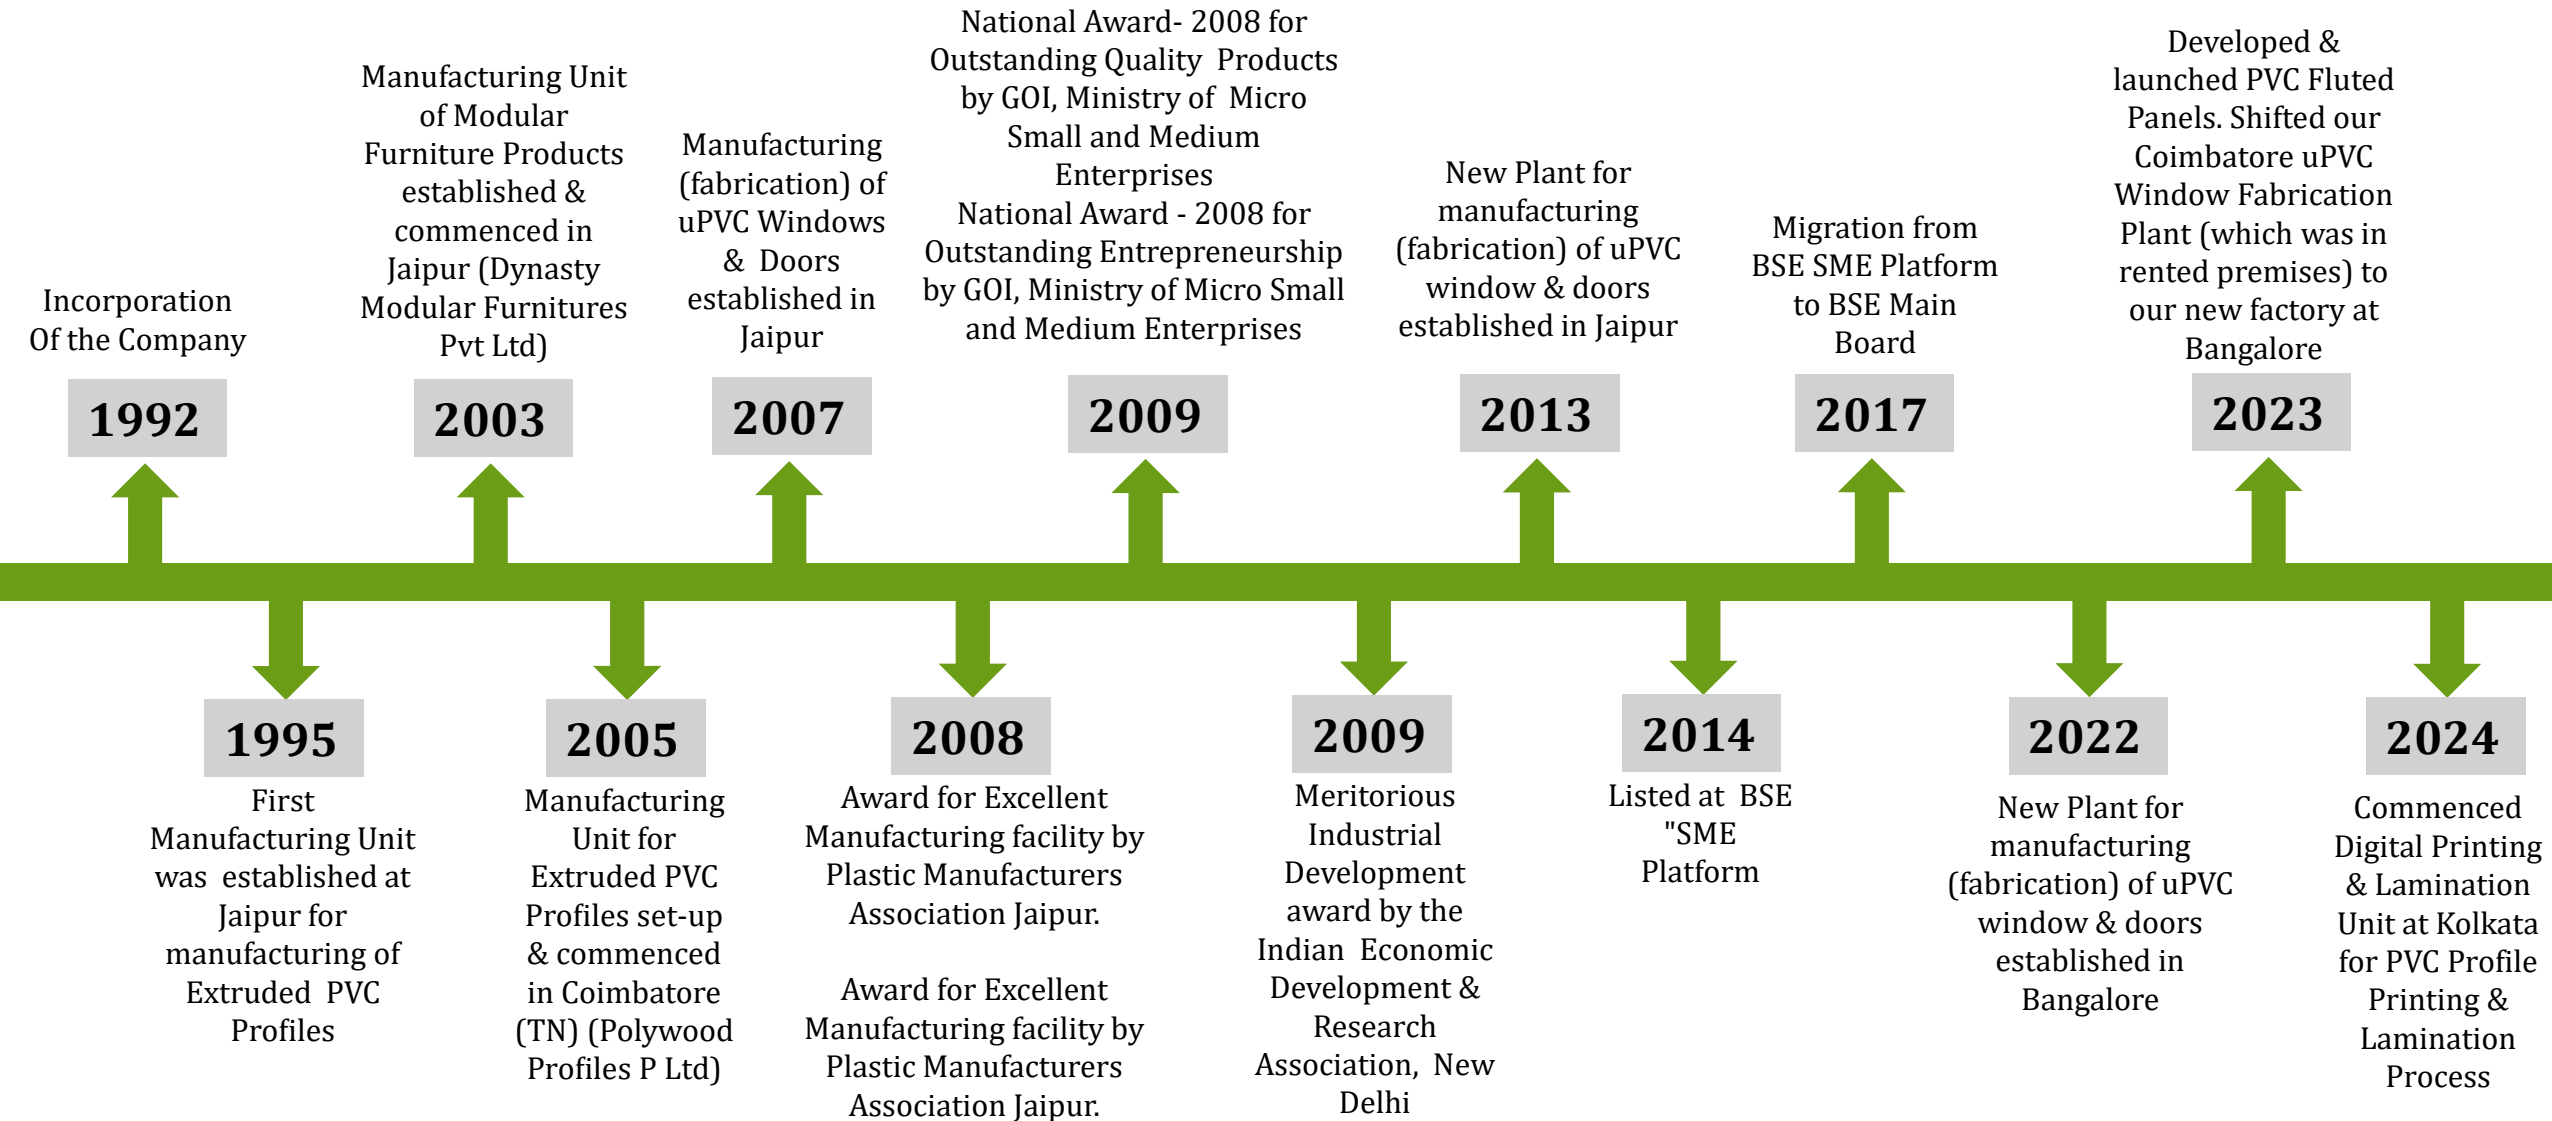 Incorporation
Of the Company
1992
Manufacturing Unit
of Modular
Furniture Products
established &
commenced in
Jaipur (Dynasty
Modular Furnitures
Pvt Ltd)
2003
Manufacturing
(fabrication) of
uPVC Windows
& Doors
established in
Jaipur
2007
National Award- 2008 for
Outstanding Quality Products
by GOI, Ministry of Micro
Small and Medium
Enterprises
National Award - 2008 for
Outstanding Entrepreneurship
by GOI, Ministry of Micro Small
and Medium Enterprises
2009
New Plant for
manufacturing
(fabrication) of uPVC
window & doors
established in Jaipur
2013
Migration from
BSE SME Platform
to BSE Main
Board
2017
Developed &
launched PVC Fluted
Panels. Shifted our
Coimbatore uPVC
Window Fabrication
Plant (which was in
rented premises) to
our new factory at
Bangalore
2023
1995
First
Manufacturing Unit
was established at
Jaipur for
manufacturing of
Extruded PVC
Profiles
2005
Manufacturing
Unit for
Extruded PVC
Profiles set-up
& commenced
in Coimbatore
(TN) (Polywood
Profiles P Ltd)
2008
Award for Excellent
Manufacturing facility by
Plastic Manufacturers
Association Jaipur.
Award for Excellent
Manufacturing facility by
Plastic Manufacturers
Association Jaipur.
2009
Meritorious
Industrial
Development
award by the
Indian Economic
Development &
Research
Association, New
Delhi
2014
Listed at BSE
"SME
Platform
2022
New Plant for
manufacturing
(fabrication) of uPVC
window & doors
established in
Bangalore
2024
Commenced
Digital Printing
& Lamination
Unit at Kolkata
for PVC Profile
Printing &
Lamination
Process